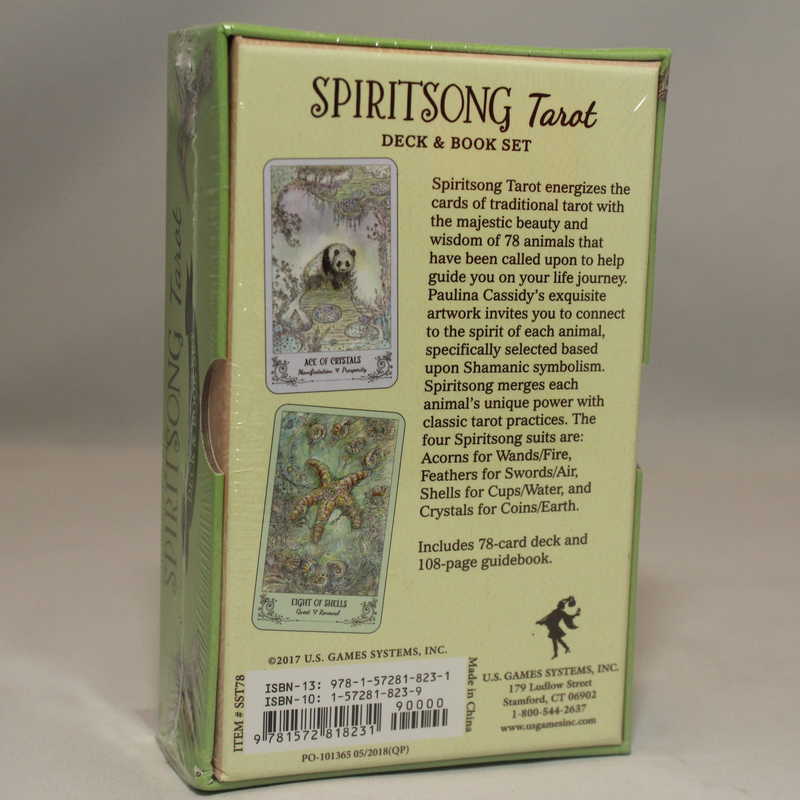 SPIRITSONG Tarot
DECK & BOOK SET
Spiritsong Tarot energizes the
cards of traditional tarot with
the majestic beauty and
wisdom of 78 animals that
have been called upon to help
guide you on your life journey.
Paulina Cassidy's exquisite
artwork invites you to connect
to the spirit of each animal,
specifically selected based
upon Shamanic symbolism.
Spiritsong merges each
animal's unique power with
classic tarot practices. The
four Spiritsong suits are:
Acorns for Wands/Fire,
Feathers for Swords/Air,
Shells for Cups/Water, and
Crystals for Coins/Earth.
Includes 78-card deck and
108-page guidebook.
ACE OF CRYSTALS
Manifestation Prosperity
EIGHT OF SHELLS
Quest Renewal
©2017 U.S. GAMES SYSTEMS, INC.
ITEM # SST78
ISBN-13: 978-1-57281-823-1
ISBN-10: 1-57281-823-9
90000
9 781572 818231
PO-101365 05/2018(QP)
Made in China
U.S. GAMES SYSTEMS, INC.
179 Ludlow Street
Stamford, CT 06902
1-800-544-2637
www.usgamesinc.com
SPIRITSONG Tarot
DECK & BOOK SET